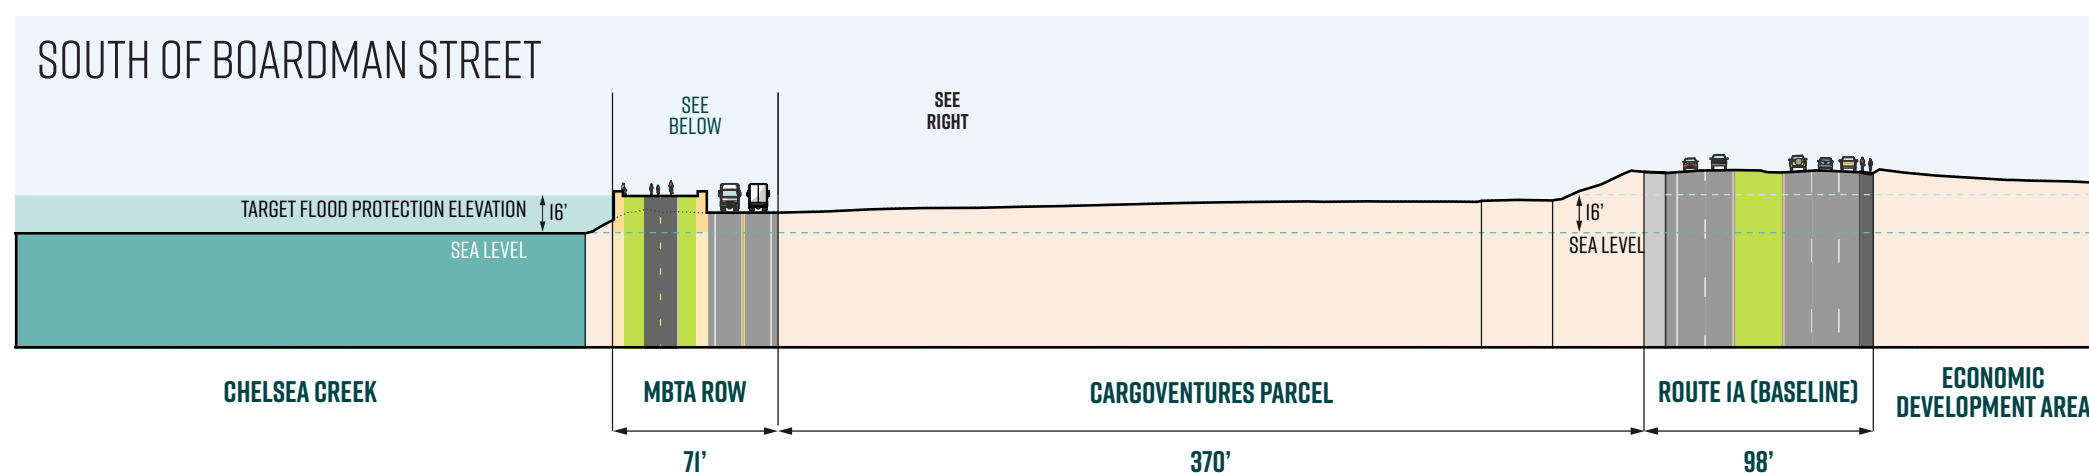 SOUTH OF BOARDMAN STREET
SEE
BELOW
SEE
RIGHT
TARGET FLOOD PROTECTION ELEVATION
16'
SEA LEVEL
16'
SEA LEVEL
CHELSEA CREEK
MBTA ROW
CARGOVENTURES PARCEL
ROUTE 1A (BASELINE)
ECONOMIC
DEVELOPMENT AREA
71'
370'
98'